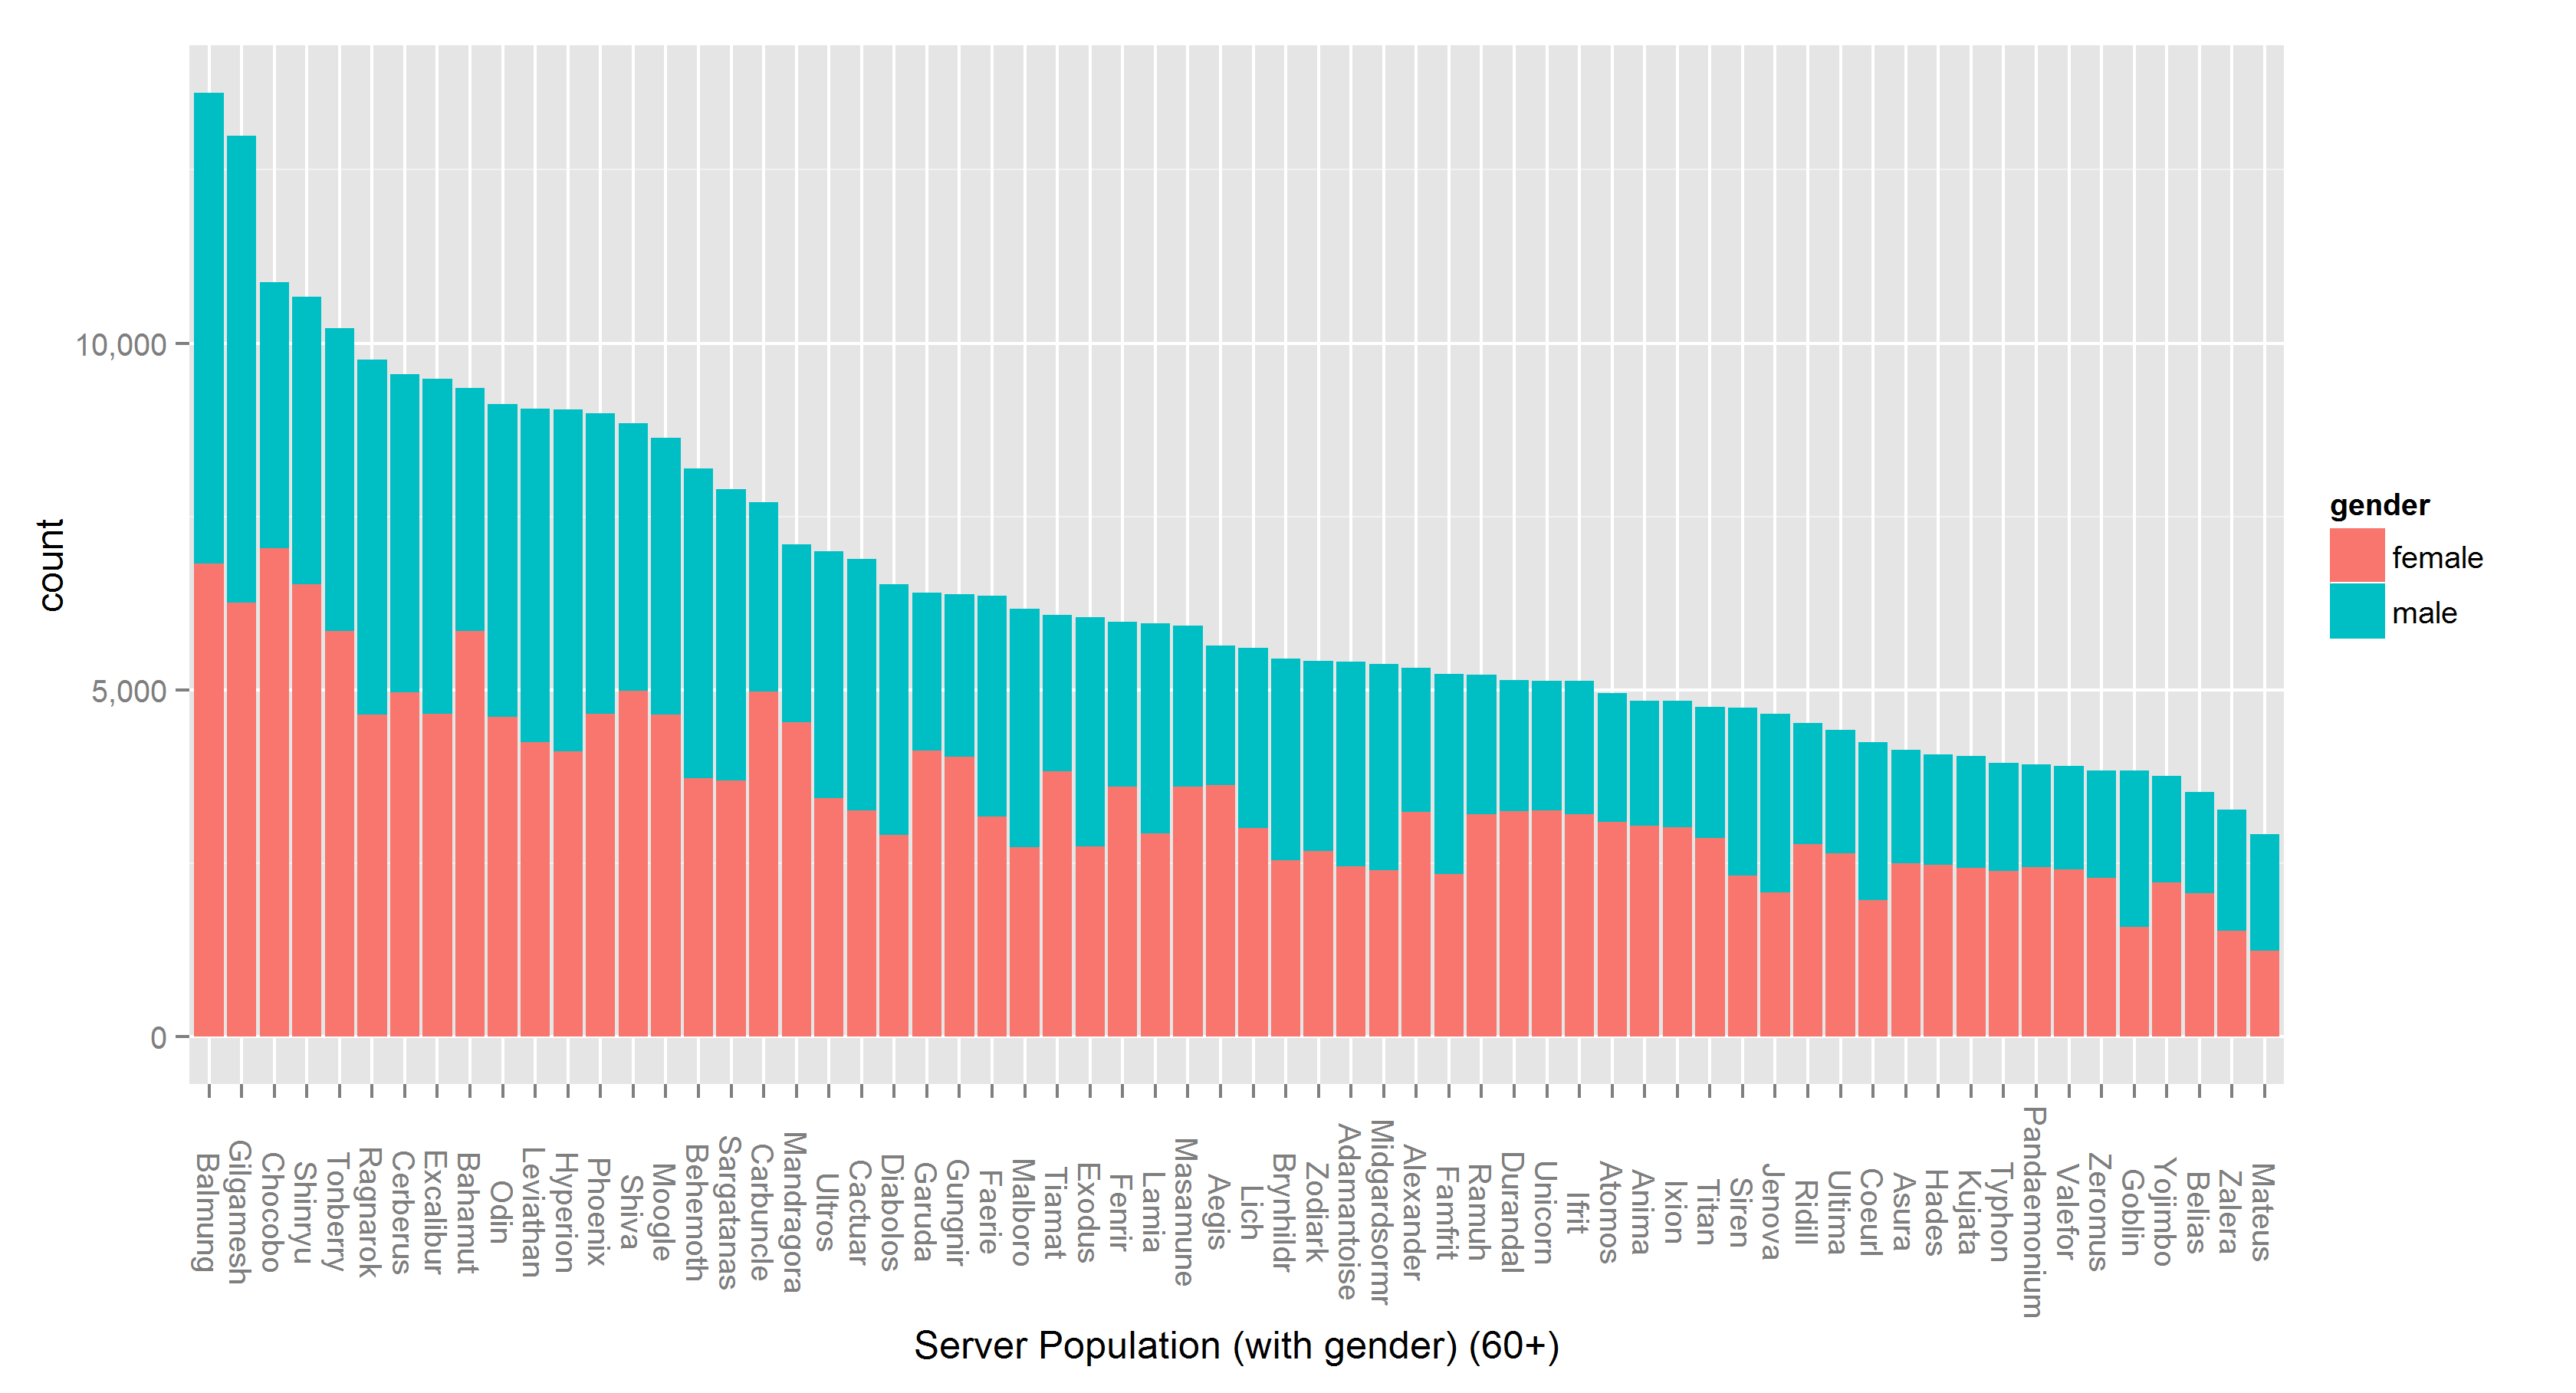 10,000
5,000
0
count
Balmung
Gilgamesh
Chocobo
Shinryu
Tonberry
Ragnarok
Cerberus
Excalibur
Bahamut
Odin
Leviathan
Hyperion
Phoenix
Shiva
Moogle
Behemoth
Sargatanas
Carbuncle
Mandragora
Ultros
Cactuar
Diabolos
Garuda
Gungnir
Faerie
Malboro
Tiamat
Exodus
Fenrir
Lamia
Masamune
Aegis
Lich
Brynhildr
Zodiark
Adamantoise
Midgardsormr
Alexander
Famfrit
Ramuh
Durandal
Unicorn
Ifrit
Atomos
Anima
Ixion
Titan
Siren
Jenova
Ridill
Ultima
Coeurl
Asura
Hades
Kujata
Typhon
Pandaemonium
Valefor
Zeromus
Goblin
Yojimbo
Belias
Zalera
Mateus
Server Population (with gender) (60+)
gender
female
male